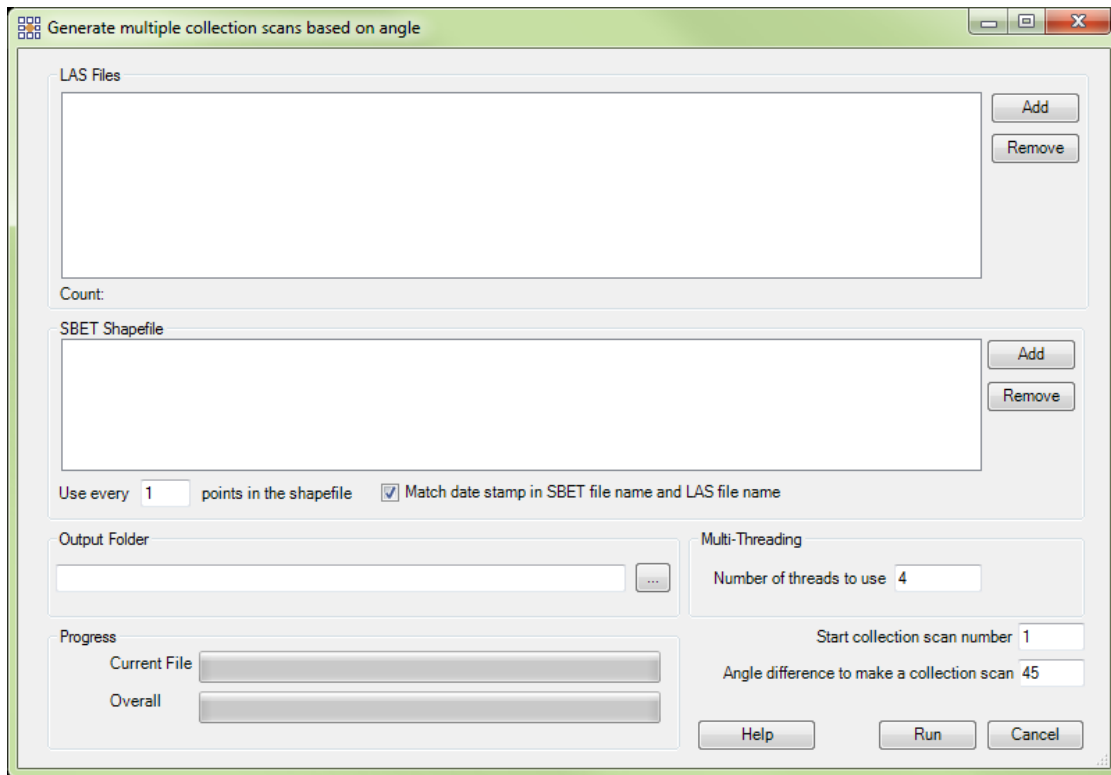 Generate multiple collection scans based on angle
LAS Files
Add
Remove
Count:
SBET Shapefile
Add
Remove
Use every 1 points in the shapefile Match date stamp in SBET file name and LAS file name
Output Folder
...
Multi-Threading
Number of threads to use 4
Progress
Current File
Overall
Start collection scan number 1
Angle difference to make a collection scan 45
Help Run Cancel